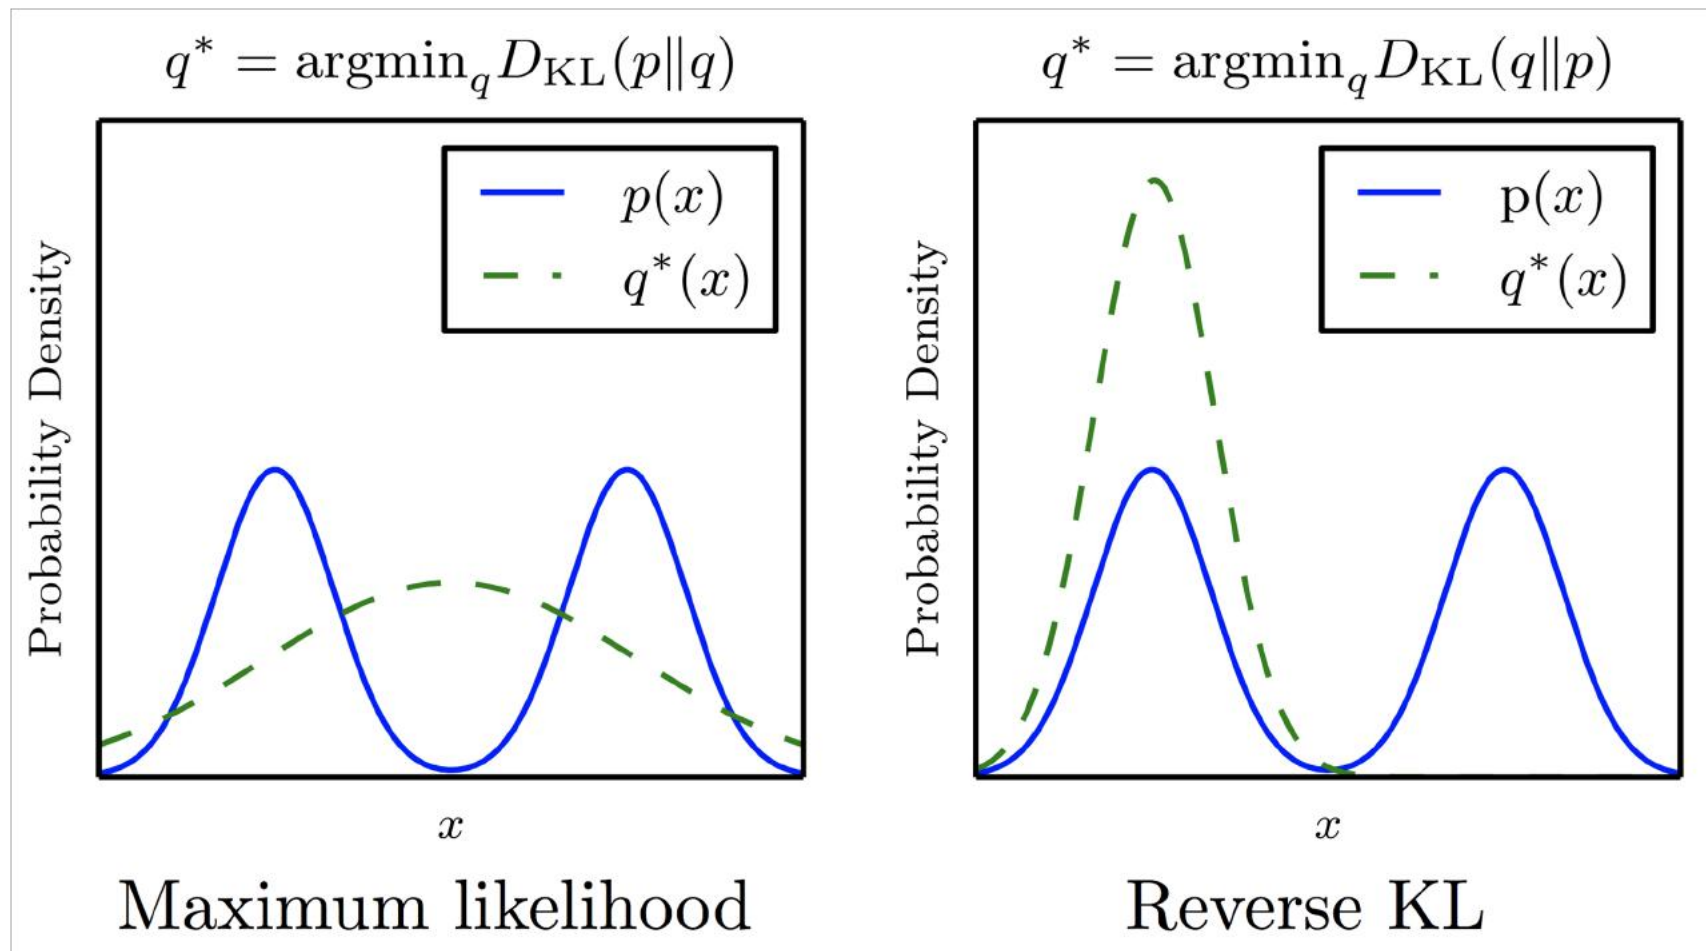 q* = argmin_q D_KL(p‖q)
p(x)
q*(x)
Probability Density
x
Maximum likelihood
q* = argmin_q D_KL(q‖p)
p(x)
q*(x)
Probability Density
x
Reverse KL